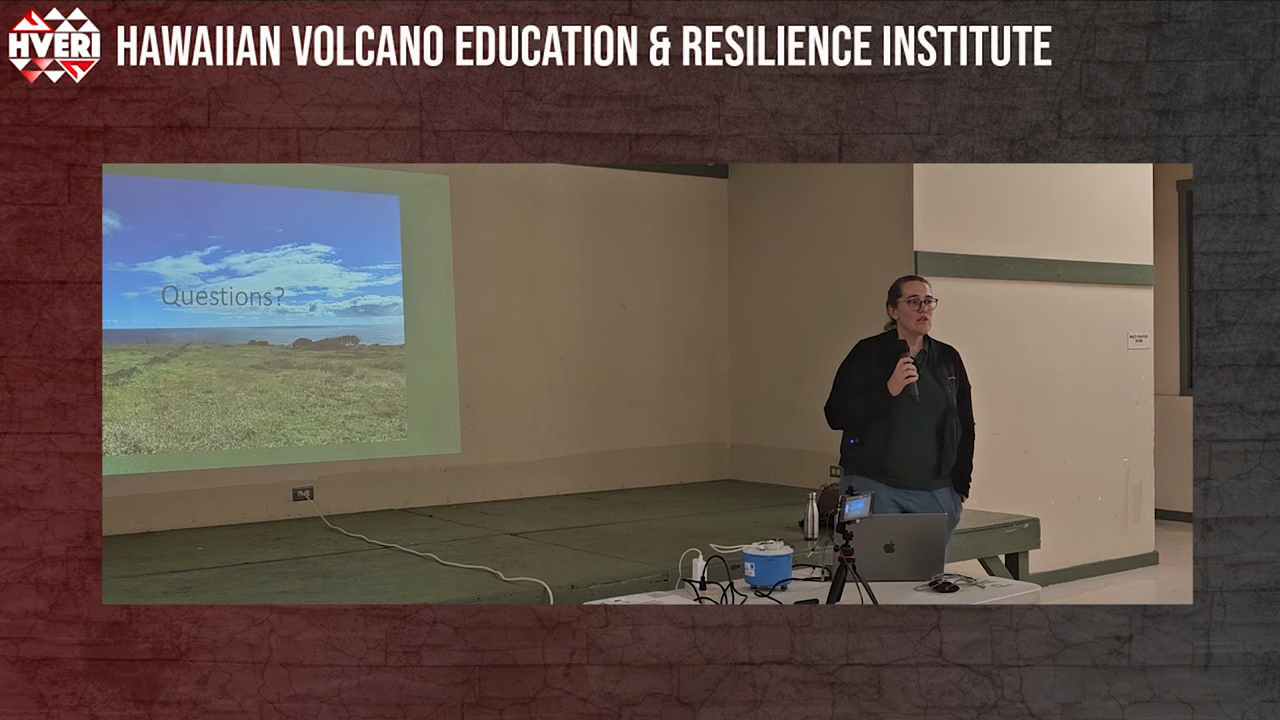 HVERI
HAWAIIAN VOLCANO EDUCATION & RESILIENCE INSTITUTE
Questions?